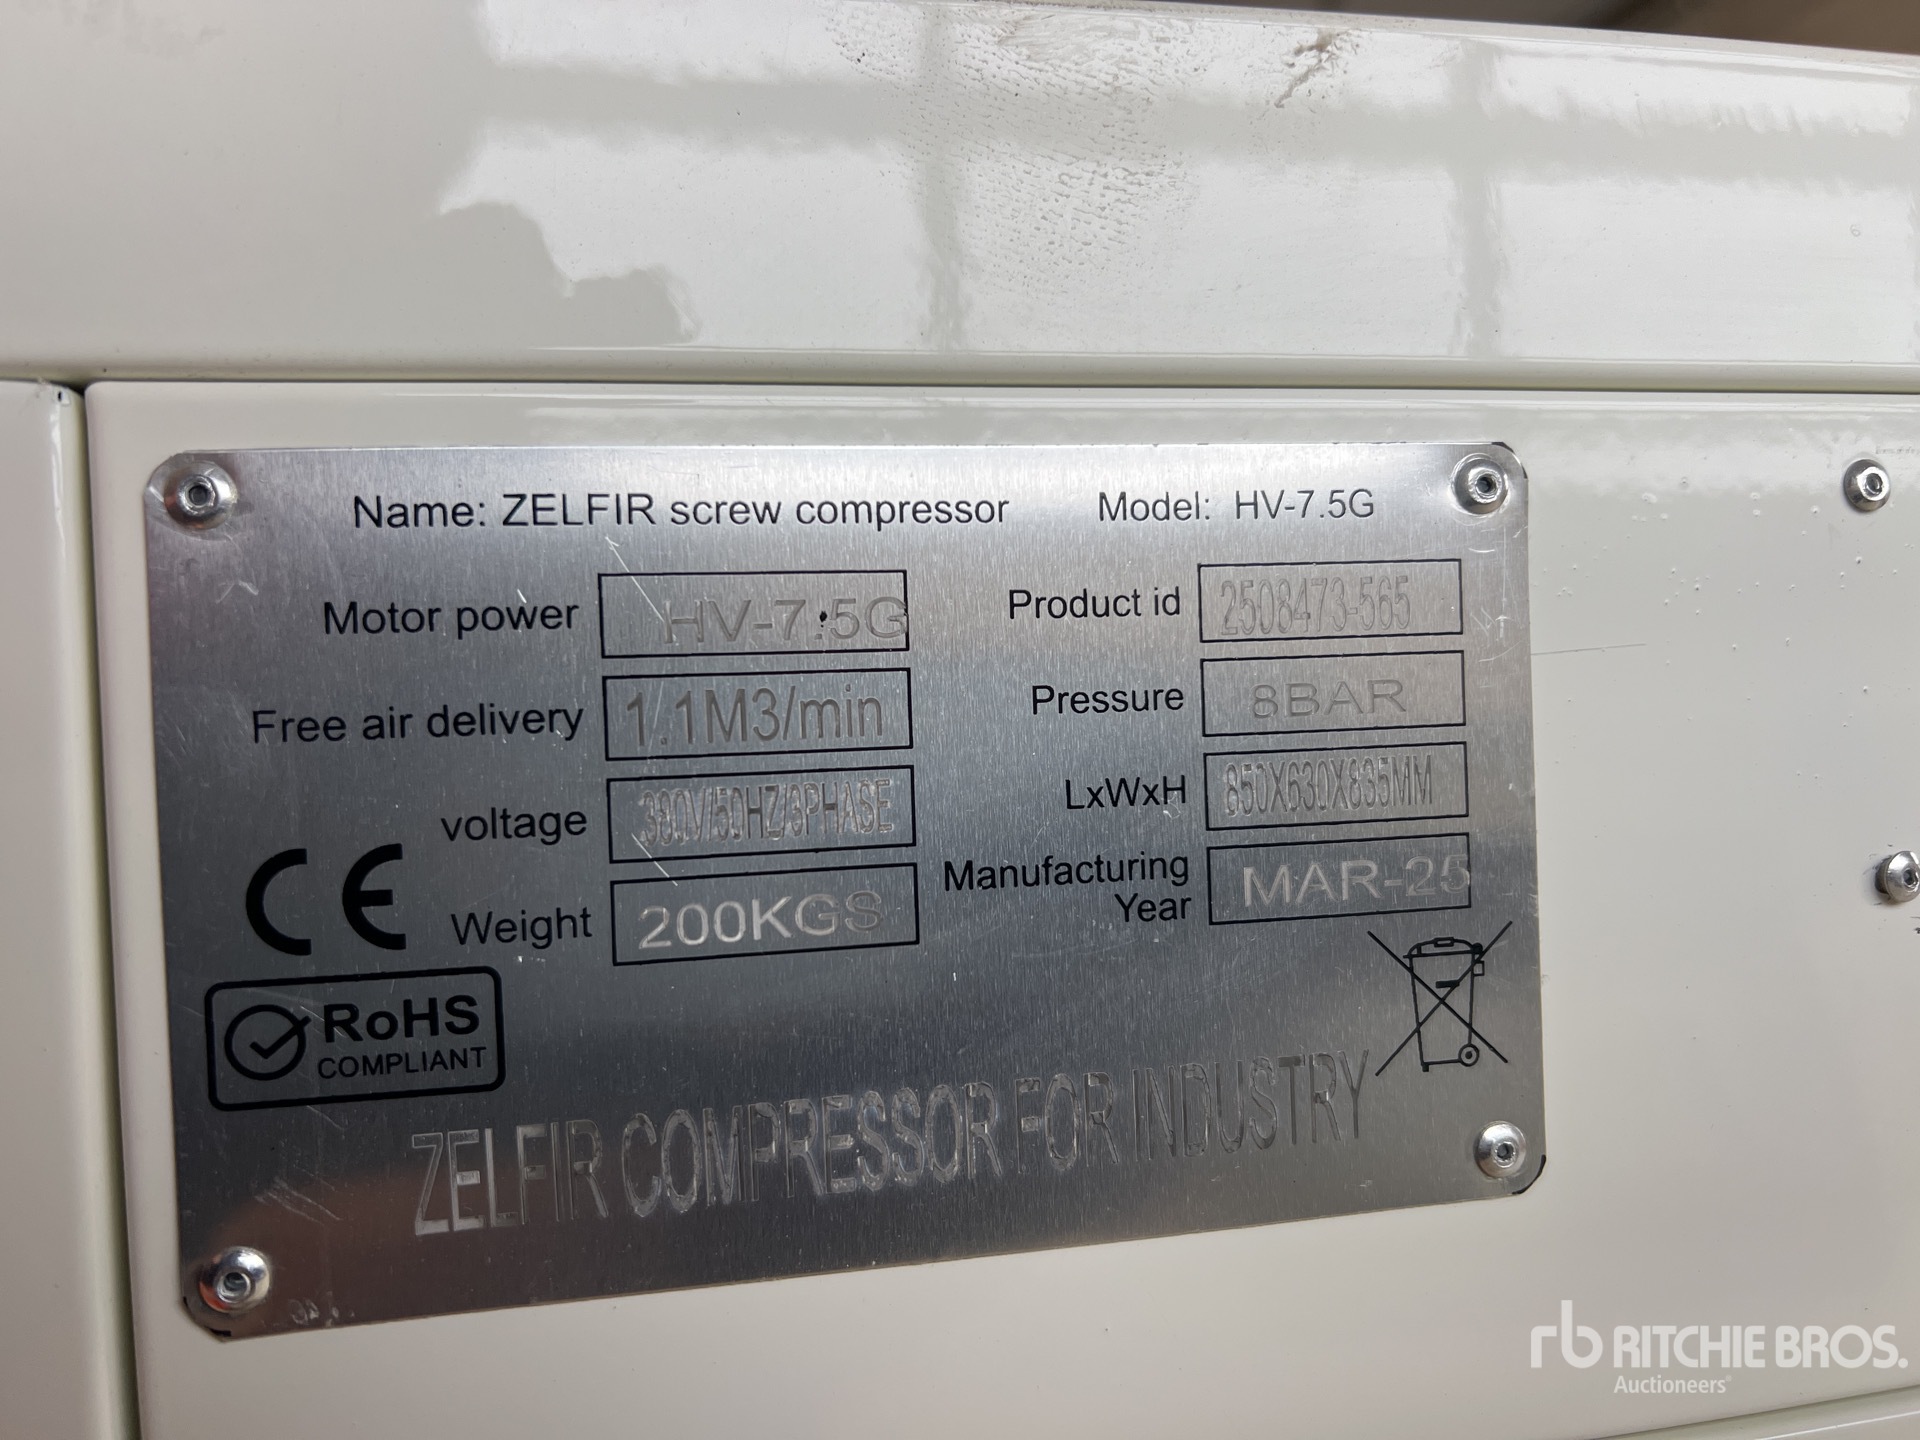 Name: ZELFIR screw compressor Model: HV-7.5G
Motor power HV-7.5G Product id 2508473-565
Free air delivery 1.1M3/min Pressure 8BAR
voltage 380V/50HZ/3PHASE LxWxH 850X630X835MM
CE Weight 200KGS Manufacturing Year MAR-25
RoHS
COMPLIANT
ZELFIR COMPRESSOR FOR INDUSTRY
rb RITCHIE BROS.
Auctioneers